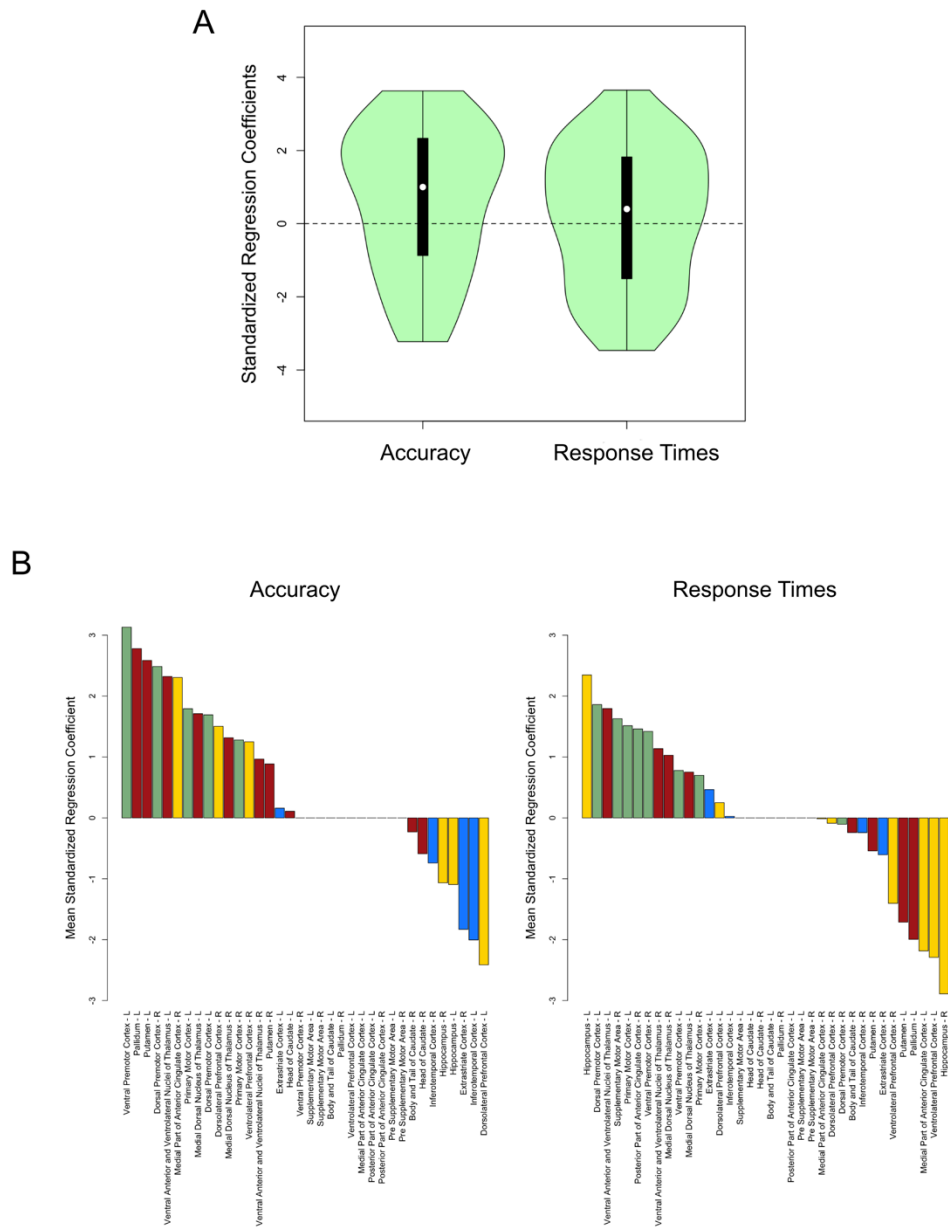 A
Standardized Regression Coefficients
4
2
0
-2
-4
Accuracy
Response Times
B
Accuracy
Mean Standardized Regression Coefficient
3
2
1
0
-1
-2
-3
Ventral Premotor Cortex - L
Pallidum - L
Putamen - L
Dorsal Premotor Cortex - R
Ventral Anterior and Ventrolateral Nuclei of Thalamus - L
Medial Part of Anterior Cingulate Cortex - R
Primary Motor Cortex - L
Medial Dorsal Nucleus of Thalamus - L
Dorsal Premotor Cortex - L
Dorsolateral Prefrontal Cortex - R
Medial Dorsal Nucleus of Thalamus - R
Primary Motor Cortex - R
Ventrolateral Prefrontal Cortex - R
Ventral Anterior and Ventrolateral Nuclei of Thalamus - R
Putamen - R
Extrastriate Cortex - L
Head of Caudate - L
Ventral Premotor Cortex - R
Supplementary Motor Area - L
Supplementary Motor Area - R
Body and Tail of Caudate - L
Pallidum - R
Ventrolateral Prefrontal Cortex - L
Medial Part of Anterior Cingulate Cortex - L
Posterior Part of Anterior Cingulate Cortex - L
Posterior Part of Anterior Cingulate Cortex - R
Pre Supplementary Motor Area - L
Pre Supplementary Motor Area - R
Body and Tail of Caudate - R
Head of Caudate - R
Inferotemporal Cortex - R
Hippocampus - R
Hippocampus - L
Extrastriate Cortex - R
Inferotemporal Cortex - L
Dorsolateral Prefrontal Cortex - L
Response Times
Mean Standardized Regression Coefficient
3
2
1
0
-1
-2
-3
Hippocampus - L
Dorsal Premotor Cortex - L
Ventral Anterior and Ventrolateral Nuclei of Thalamus - L
Supplementary Motor Area - R
Primary Motor Cortex - R
Posterior Part of Anterior Cingulate Cortex - R
Ventral Premotor Cortex - R
Ventral Anterior and Ventrolateral Nuclei of Thalamus - R
Medial Dorsal Nucleus of Thalamus - R
Ventral Premotor Cortex - L
Medial Dorsal Nucleus of Thalamus - L
Primary Motor Cortex - L
Extrastriate Cortex - L
Dorsolateral Prefrontal Cortex - L
Inferotemporal Cortex - L
Supplementary Motor Area - L
Head of Caudate - L
Head of Caudate - R
Body and Tail of Caudate - L
Pallidum - R
Posterior Part of Anterior Cingulate Cortex - L
Pre Supplementary Motor Area - L
Pre Supplementary Motor Area - R
Medial Part of Anterior Cingulate Cortex - R
Dorsolateral Prefrontal Cortex - R
Dorsal Premotor Cortex - R
Body and Tail of Caudate - R
Inferotemporal Cortex - R
Putamen - R
Extrastriate Cortex - R
Ventrolateral Prefrontal Cortex - R
Putamen - L
Pallidum - L
Medial Part of Anterior Cingulate Cortex - L
Ventrolateral Prefrontal Cortex - L
Hippocampus - R